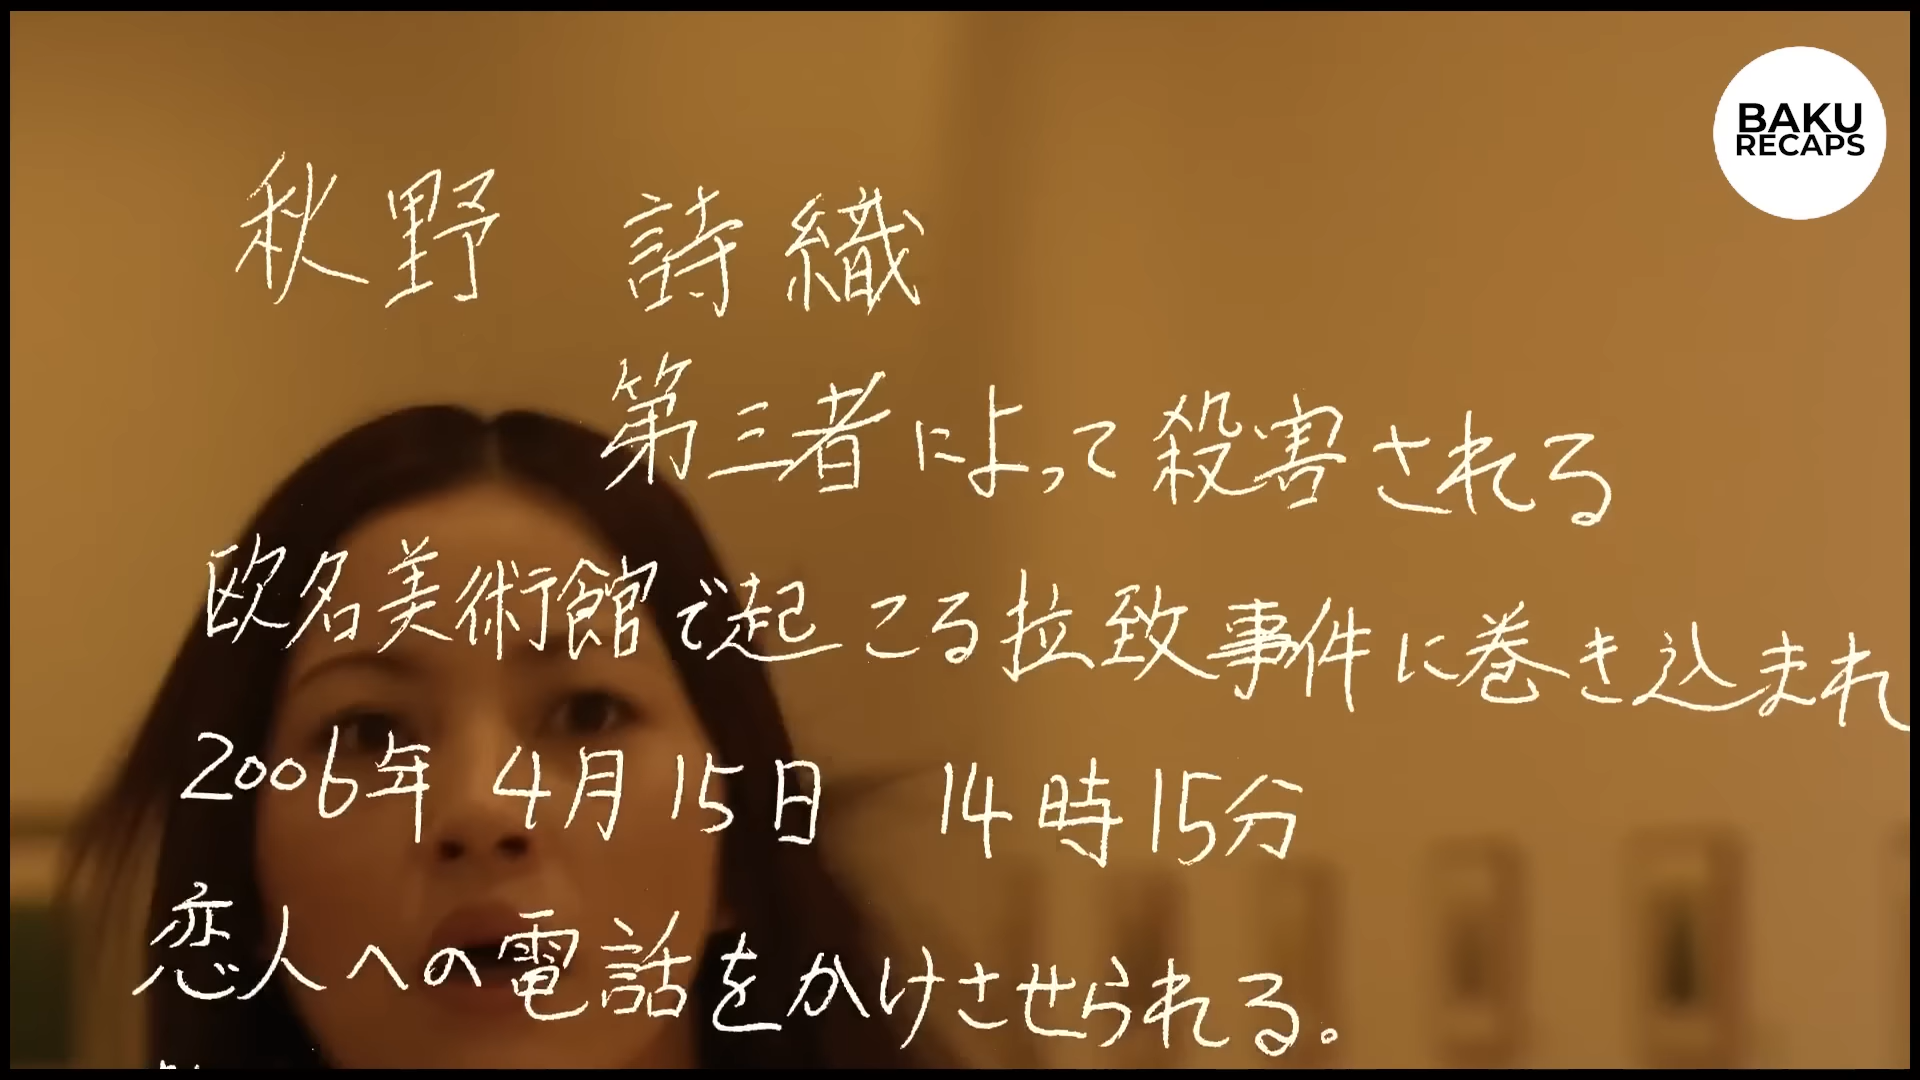 BAKU
RECAPS
秋野 詩織
第三者によって殺害される
欧名美術館で起こる拉致事件に巻き込まれ
2006年 4月15日 14時15分
恋人への電話をかけさせられる。